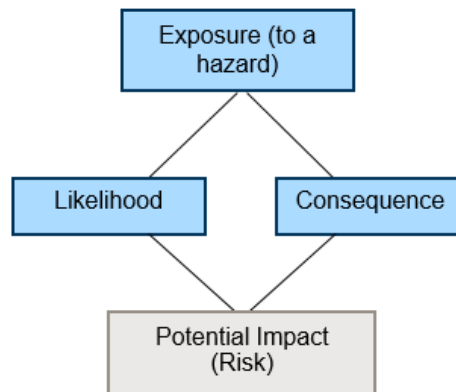 Exposure (to a
hazard)
Likelihood
Consequence
Potential Impact
(Risk)